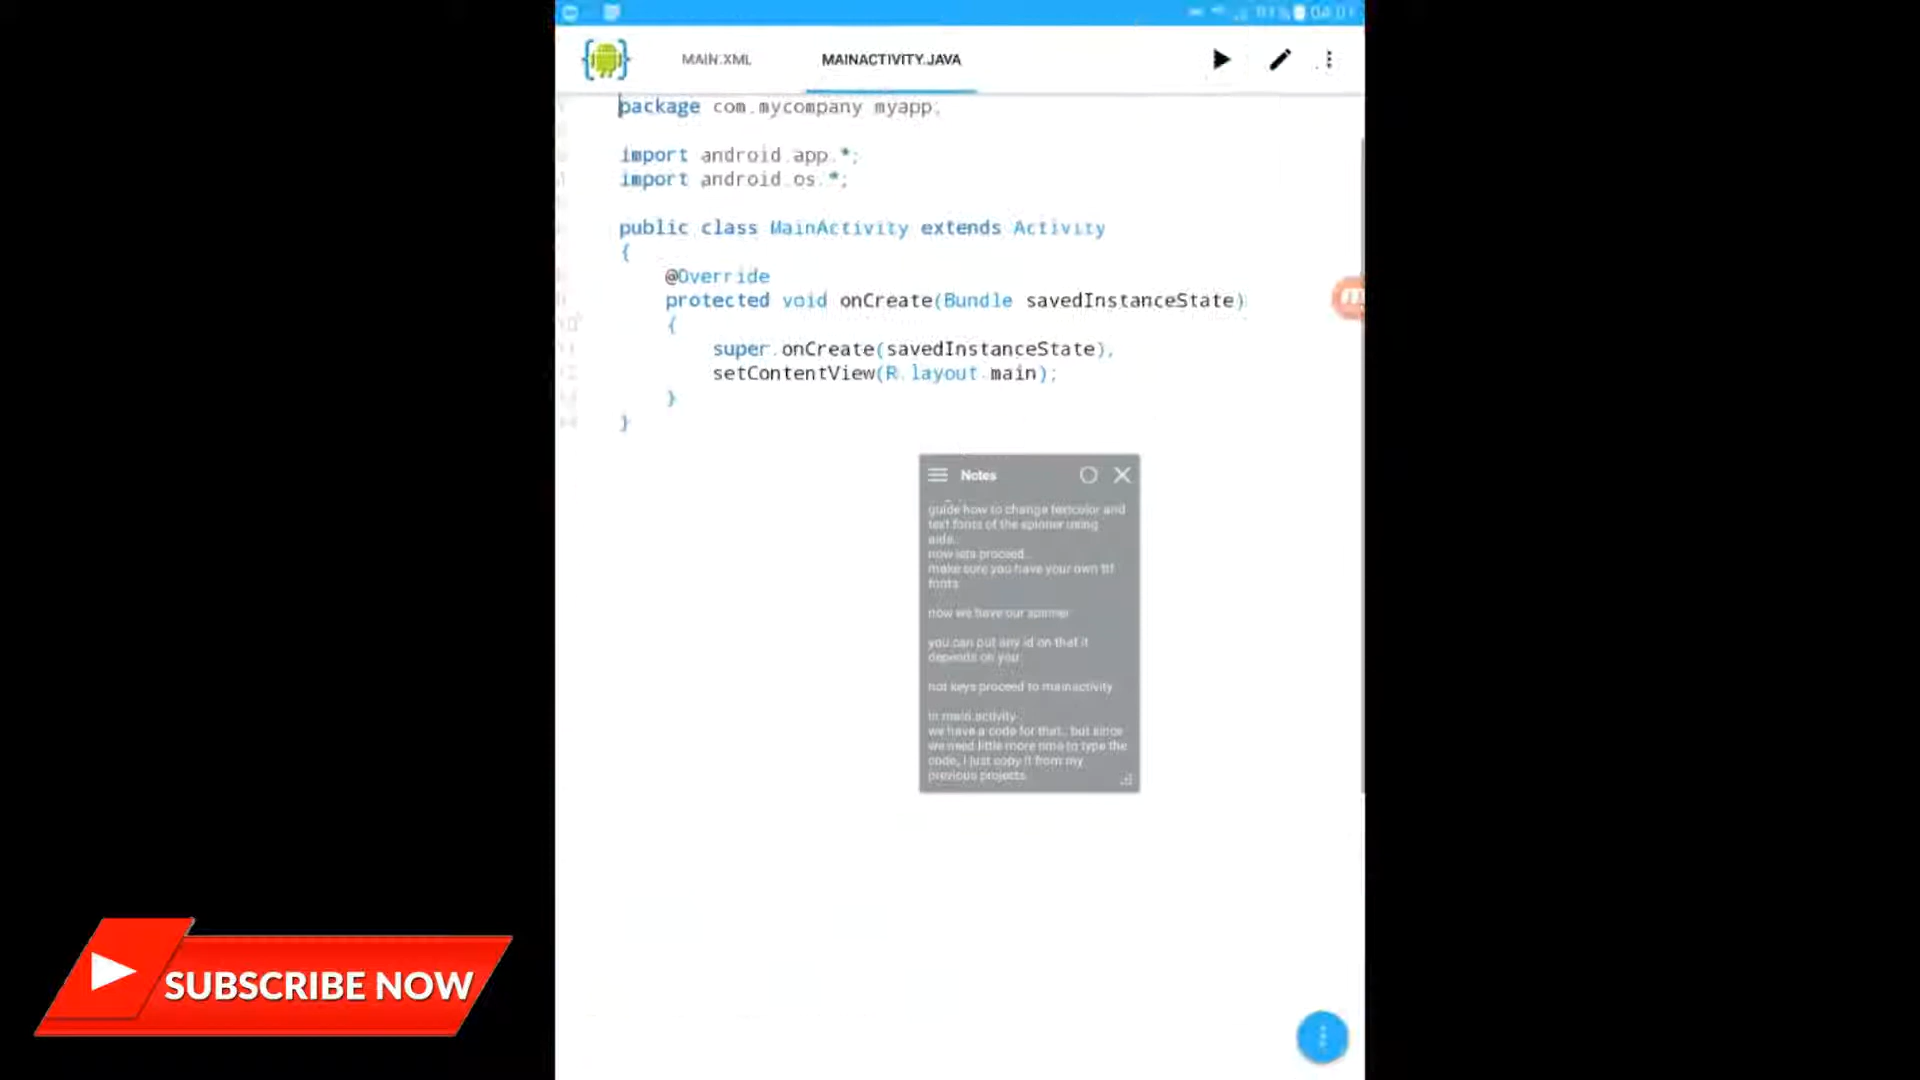 04:01
MAIN.XML
MAINACTIVITY.JAVA
package com.mycompany myapp;
import android.app.*;
import android.os.*;
public class MainActivity extends Activity
{
@Override
protected void onCreate(Bundle savedInstanceState)
{
super.onCreate(savedInstanceState),
setContentView(R.layout.main);
}
}
Notes
guide how to change textcolor and
text fonts of the spinner using
aide..
now lets proceed..
make sure you have your own ttf
fonts
now we have our spinner
you can put any id on that it
depends on you
not keys proceed to mainactivity
in main activity..
we have a code for that.. but since
we need little more time to type the
code, I just copy it from my
previous projects.
SUBSCRIBE NOW